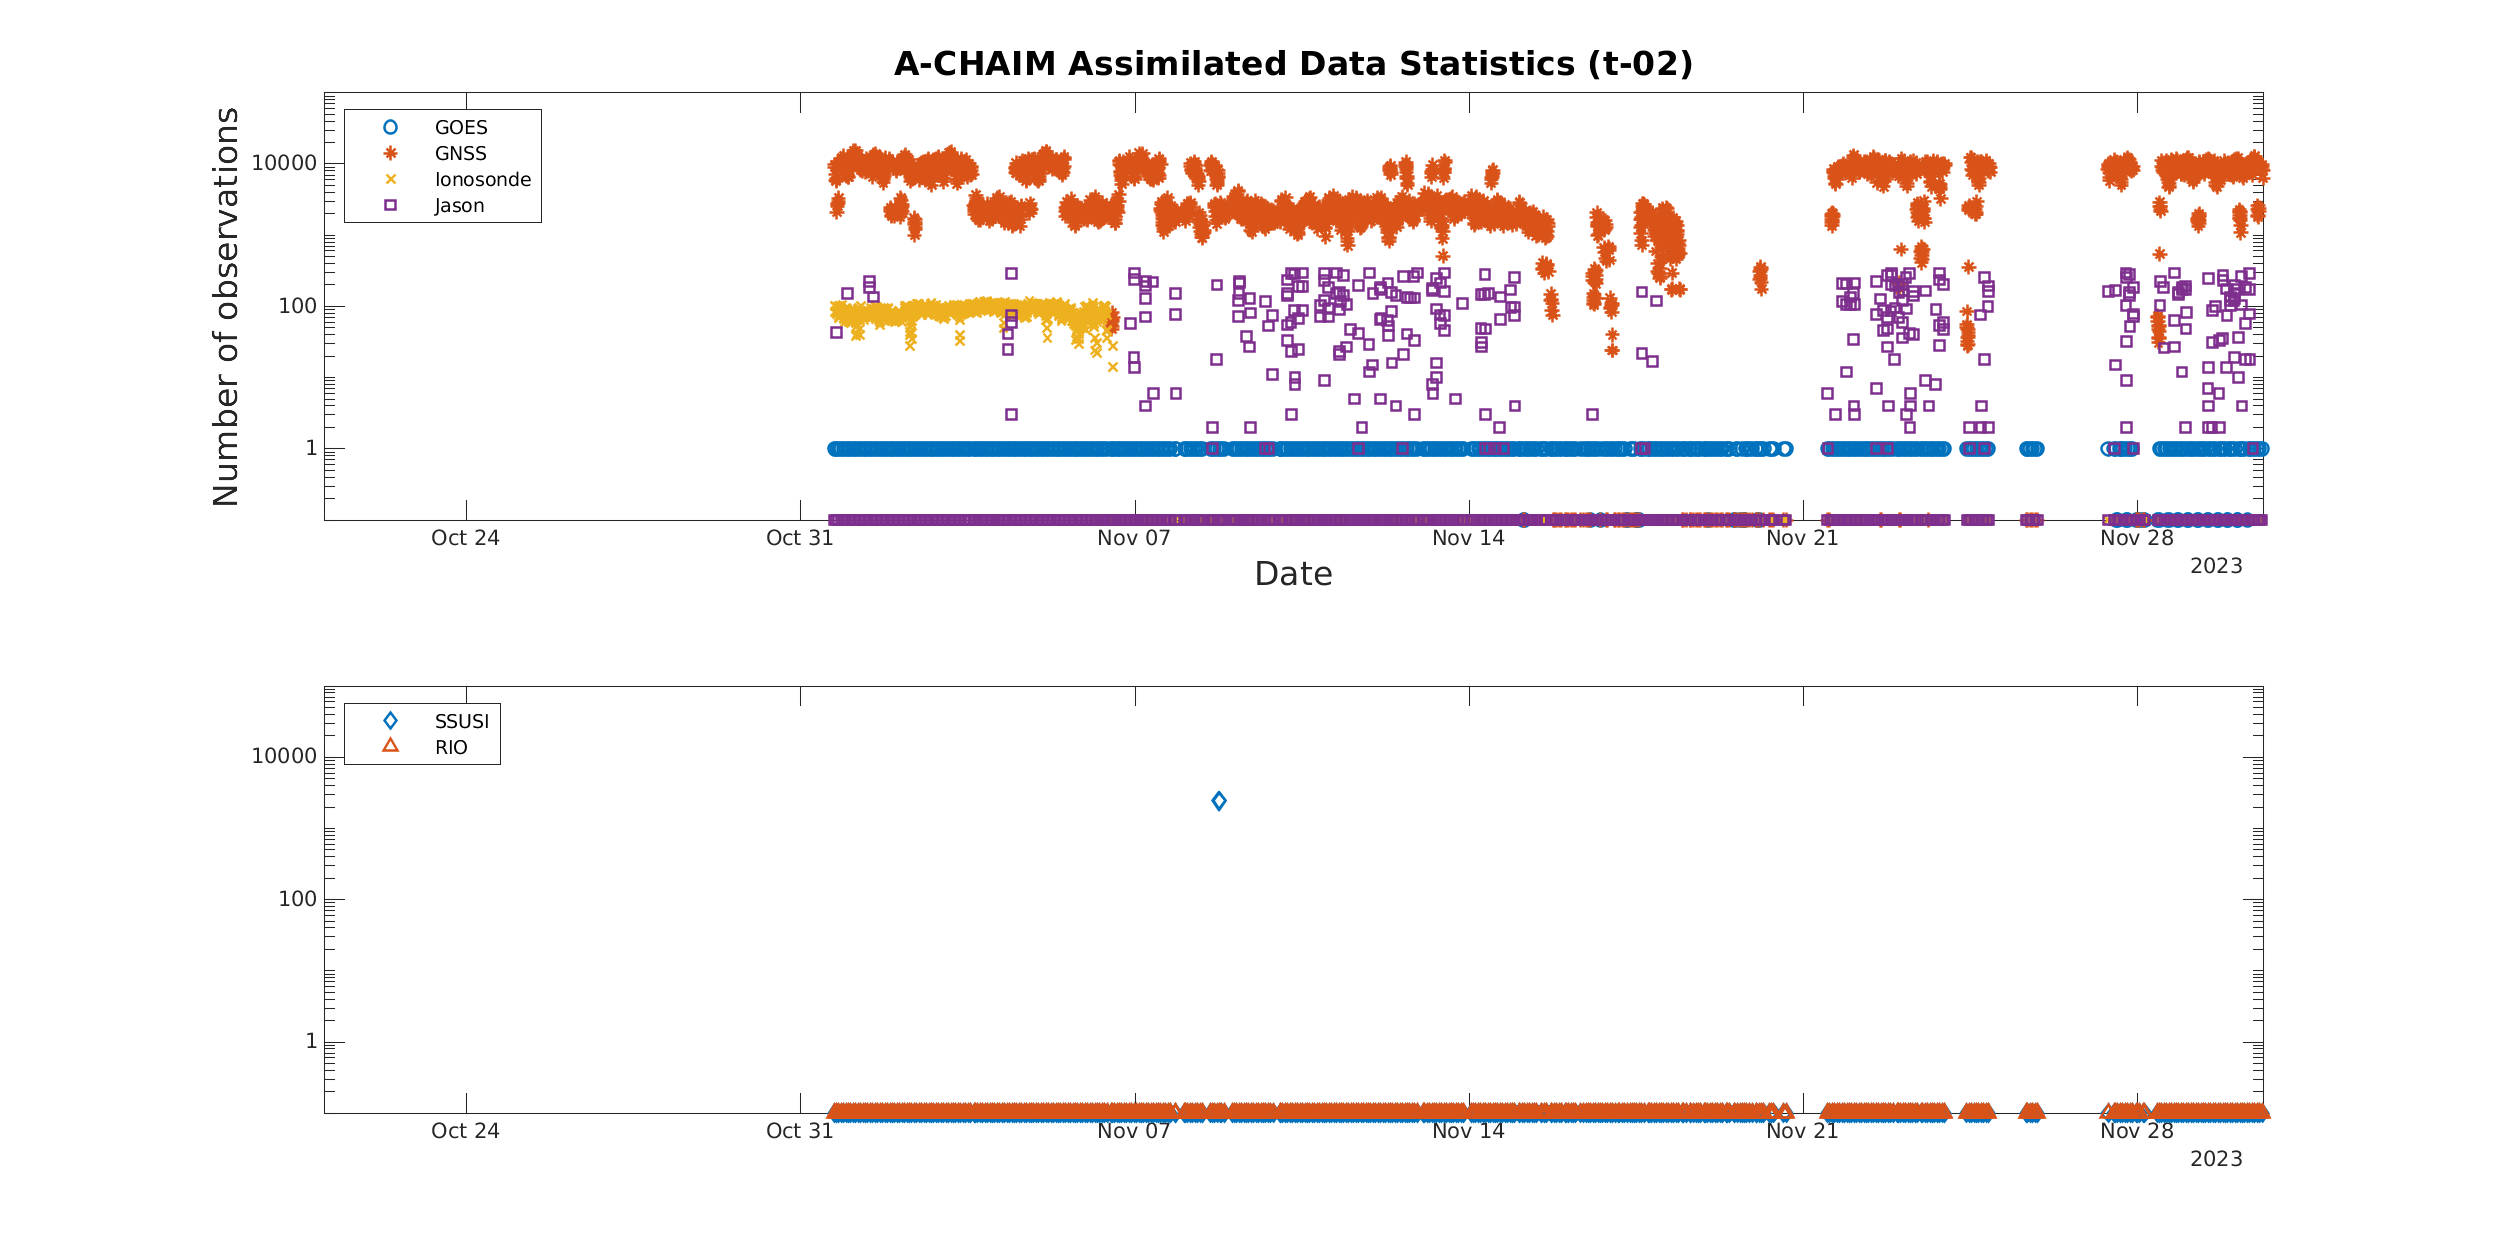 A-CHAIM Assimilated Data Statistics (t-02)
Number of observations
10000
100
1
GOES
GNSS
Ionosonde
Jason
Oct 24 Oct 31 Nov 07 Nov 14 Nov 21 Nov 28
2023
Date
10000
100
1
SSUSI
RIO
Oct 24 Oct 31 Nov 07 Nov 14 Nov 21 Nov 28
2023